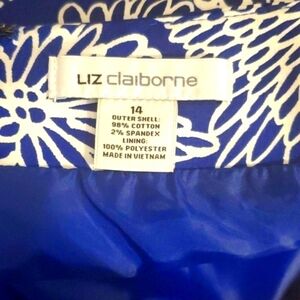 LIZ claiborne
14
OUTER SHELL:
98% COTTON
2% SPANDEX
LINING:
100% POLYESTER
MADE IN VIETNAM